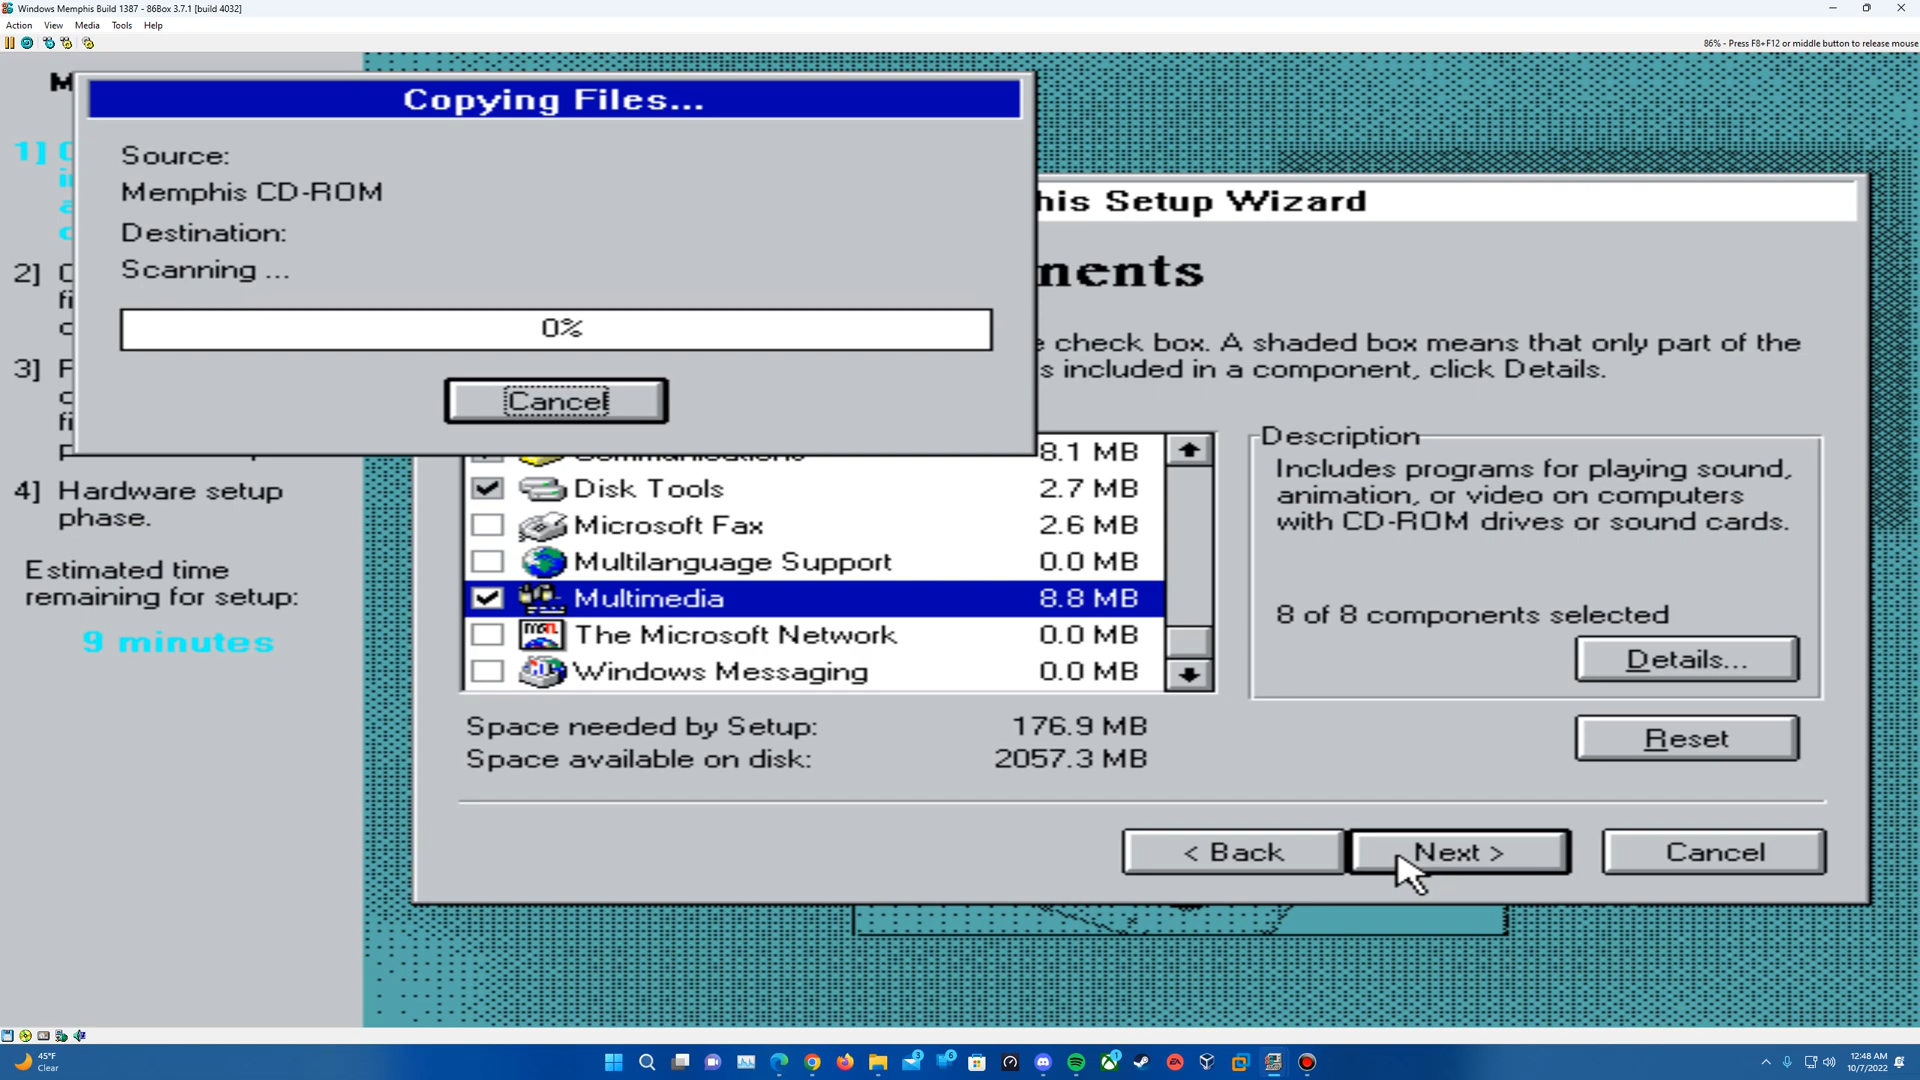 Windows Memphis Build 1387 - 86Box 3.7.1 [build 4032]
Action View Media Tools Help
86% - Press F8+F12 or middle button to release mouse
Copying Files...
Source:
Memphis CD-ROM
Destination:
Scanning ...
0%
Cancel
1]
2]
3]
4] Hardware setup
phase.
Estimated time
remaining for setup:
9 minutes
his Setup Wizard
nents
check box. A shaded box means that only part of the
s included in a component, click Details.
8.1 MB
Disk Tools 2.7 MB
Microsoft Fax 2.6 MB
Multilanguage Support 0.0 MB
Multimedia 8.8 MB
The Microsoft Network 0.0 MB
Windows Messaging 0.0 MB
Description
Includes programs for playing sound,
animation, or video on computers
with CD-ROM drives or sound cards.
8 of 8 components selected
Details...
Space needed by Setup: 176.9 MB
Space available on disk: 2057.3 MB
Reset
< Back Next > Cancel
45°F
Clear
12:48 AM
10/7/2022